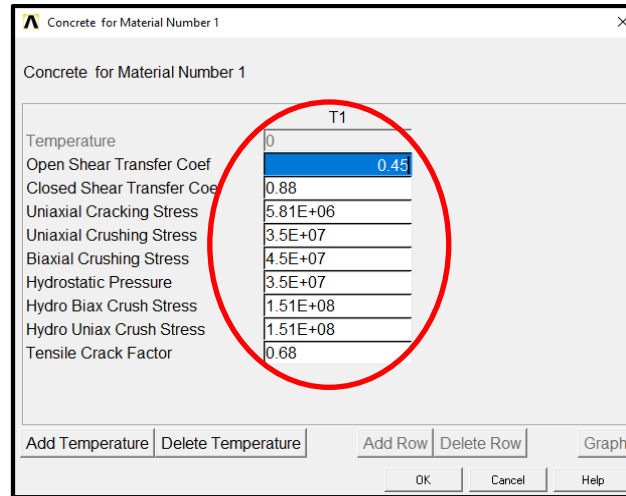 Concrete for Material Number 1
Concrete for Material Number 1
T1
Temperature 0
Open Shear Transfer Coef 0.45
Closed Shear Transfer Coe 0.88
Uniaxial Cracking Stress 5.81E+06
Uniaxial Crushing Stress 3.5E+07
Biaxial Crushing Stress 4.5E+07
Hydrostatic Pressure 3.5E+07
Hydro Biax Crush Stress 1.51E+08
Hydro Uniax Crush Stress 1.51E+08
Tensile Crack Factor 0.68
Add Temperature Delete Temperature Add Row Delete Row Graph
OK Cancel Help